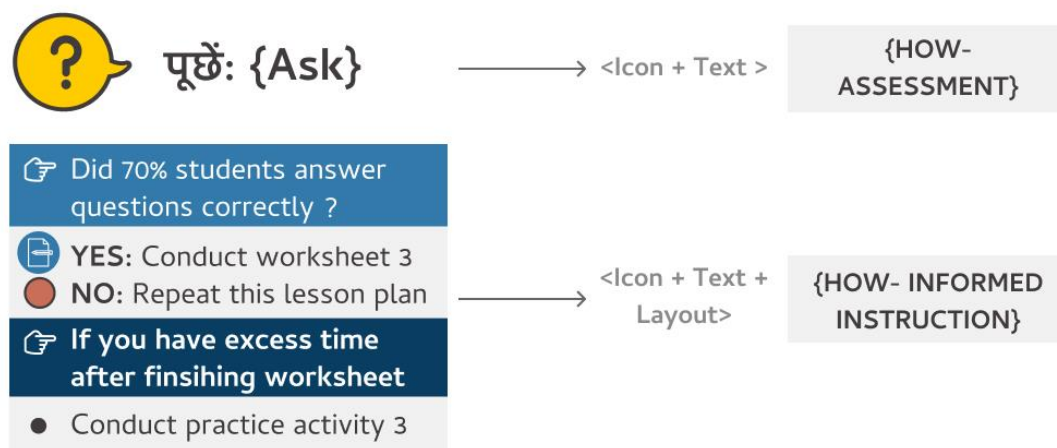 ?
पूछें: {Ask}
<Icon + Text >
{HOW-
ASSESSMENT}
Did 70% students answer
questions correctly ?
YES: Conduct worksheet 3
NO: Repeat this lesson plan
If you have excess time
after finsihing worksheet
Conduct practice activity 3
<Icon + Text +
Layout>
{HOW- INFORMED
INSTRUCTION}